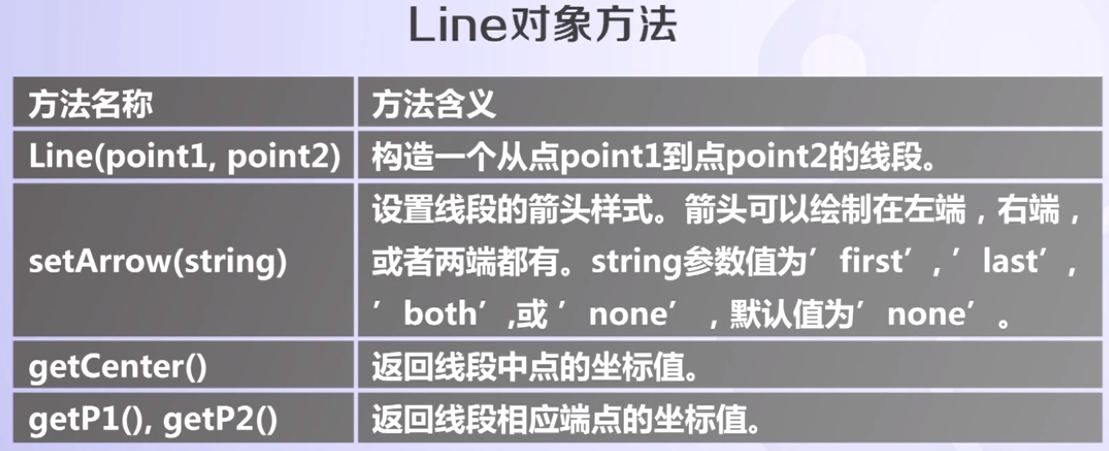 Line对象方法
方法名称
方法含义
Line(point1, point2)
构造一个从点point1到点point2的线段。
setArrow(string)
设置线段的箭头样式。箭头可以绘制在左端，右端，
或者两端都有。string参数值为’first’,’last’,
’both’,或 ’none’，默认值为’none’。
getCenter()
返回线段中点的坐标值。
getP1(), getP2()
返回线段相应端点的坐标值。